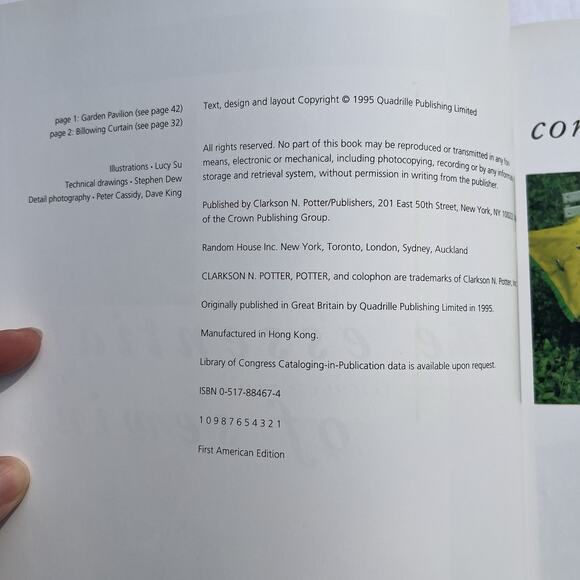 page 1: Garden Pavilion (see page 42)
page 2: Billowing Curtain (see page 32)
Illustrations • Lucy Su
Technical drawings • Stephen Dew
Detail photography • Peter Cassidy, Dave King
Text, design and layout Copyright © 1995 Quadrille Publishing Limited
All rights reserved. No part of this book may be reproduced or transmitted in any
means, electronic or mechanical, including photocopying, recording or by any
storage and retrieval system, without permission in writing from the publisher.
Published by Clarkson N. Potter/Publishers, 201 East 50th Street, New York, NY 10022
of the Crown Publishing Group.
Random House Inc. New York, Toronto, London, Sydney, Auckland
CLARKSON N. POTTER, POTTER, and colophon are trademarks of Clarkson N. Potter,
Originally published in Great Britain by Quadrille Publishing Limited in 1995.
Manufactured in Hong Kong.
Library of Congress Cataloging-in-Publication data is available upon request.
ISBN 0-517-88467-4
1 0 9 8 7 6 5 4 3 2 1
First American Edition